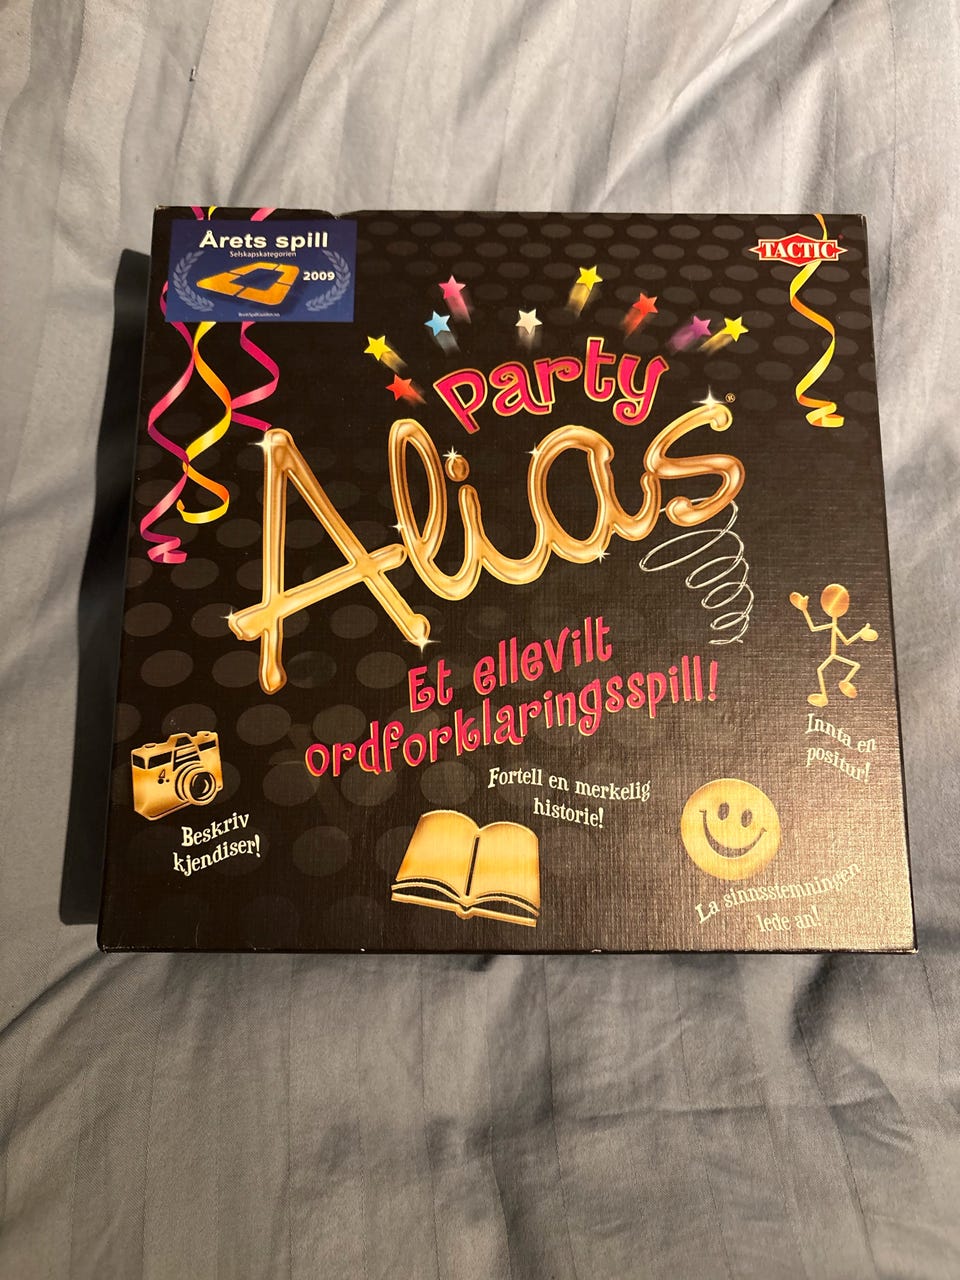 Årets spill
Selskapskategorien
2009
TACTIC
Party
Alias®
Et ellevilt
ordforklaringsspill!
Innta en
positur!
Fortell en merkelig
historie!
Beskriv
kjendiser!
La sinnsstemningen
lede an!